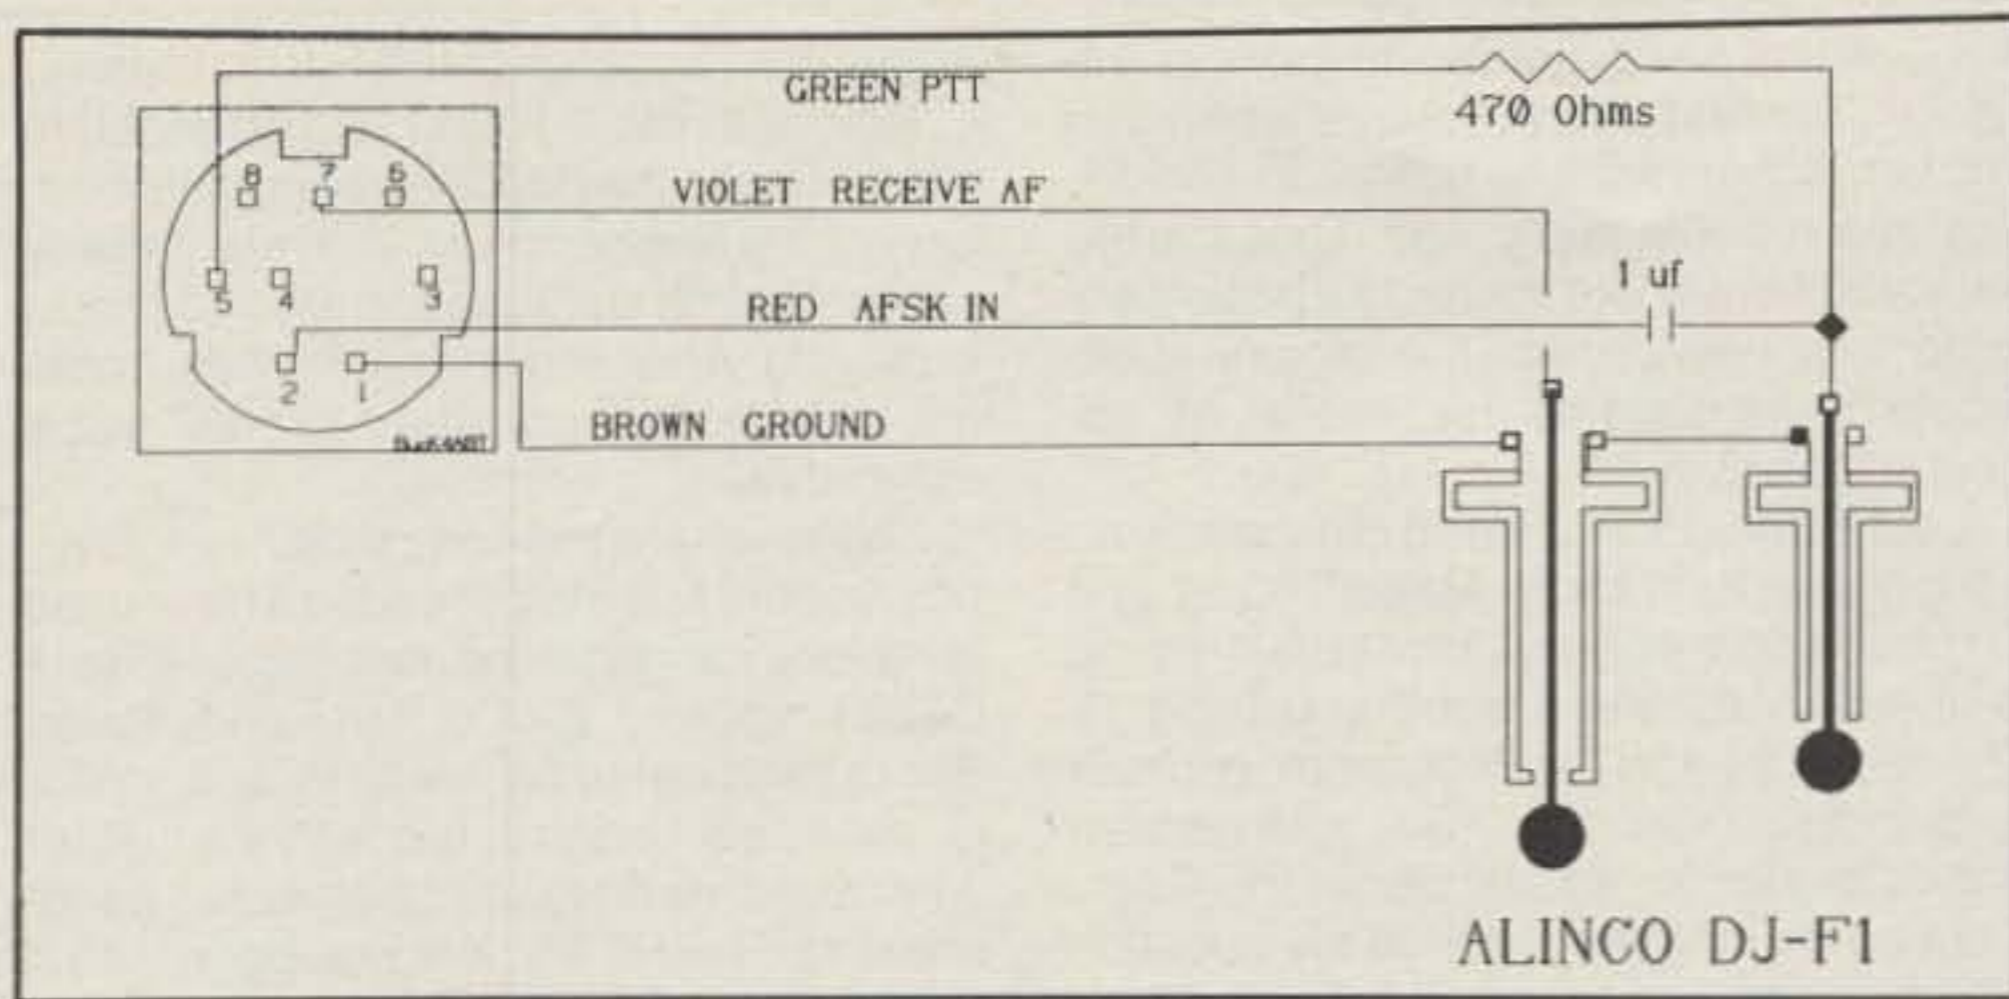 GREEN PTT
470 Ohms
8 7 6
VIOLET RECEIVE AF
1 uf
5 4 3
RED AFSK IN
2 1
BROWN GROUND
ALINCO DJ-F1